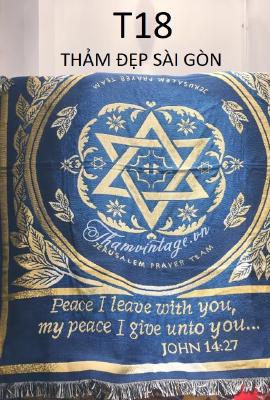 T18
THẢM ĐẸP SÀI GÒN
JERUSALEM PRAYER TEAM
Thamvintage.vn
JERUSALEM PRAYER TEAM
Peace I leave with you,
my peace I give unto you...
JOHN 14:27